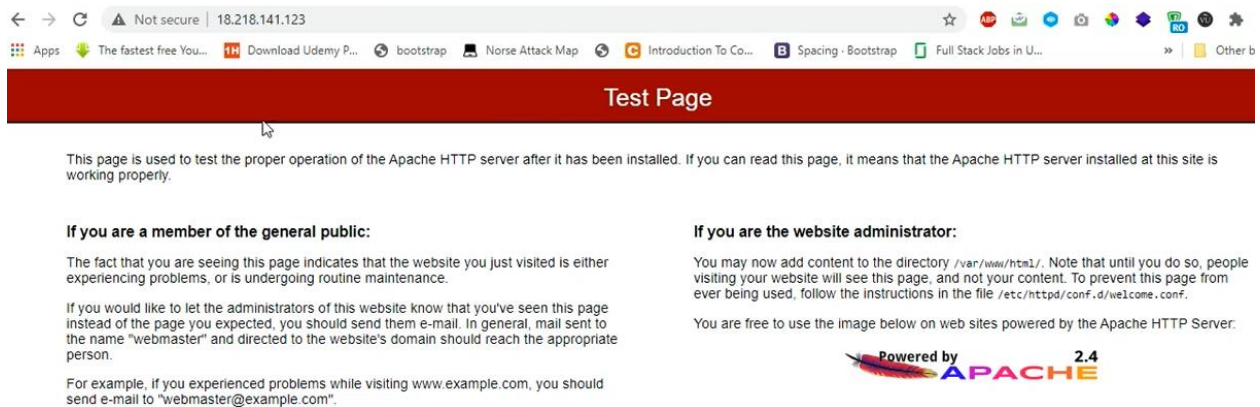 Not secure 18.218.141.123
ABP RO
Apps The fastest free You... 1H Download Udemy P... bootstrap Norse Attack Map C Introduction To Co... B Spacing · Bootstrap Full Stack Jobs in U... » Other b
Test Page
This page is used to test the proper operation of the Apache HTTP server after it has been installed. If you can read this page, it means that the Apache HTTP server installed at this site is
working properly.
If you are a member of the general public:
The fact that you are seeing this page indicates that the website you just visited is either
experiencing problems, or is undergoing routine maintenance.
If you would like to let the administrators of this website know that you've seen this page
instead of the page you expected, you should send them e-mail. In general, mail sent to
the name "webmaster" and directed to the website's domain should reach the appropriate
person.
For example, if you experienced problems while visiting www.example.com, you should
send e-mail to "webmaster@example.com".
If you are the website administrator:
You may now add content to the directory /var/www/html/. Note that until you do so, people
visiting your website will see this page, and not your content. To prevent this page from
ever being used, follow the instructions in the file /etc/httpd/conf.d/welcome.conf.
You are free to use the image below on web sites powered by the Apache HTTP Server:
Powered by 2.4
APACHE